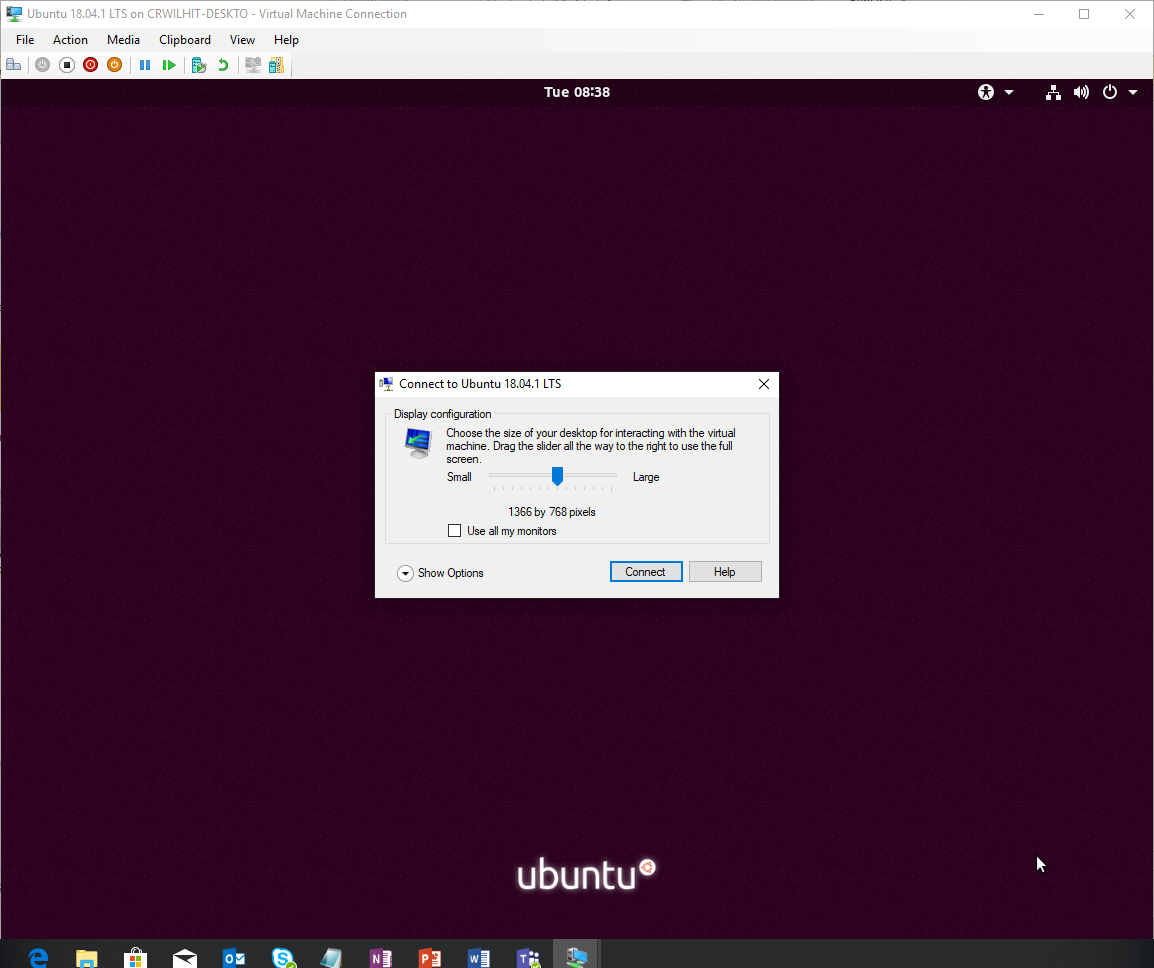 Ubuntu 18.04.1 LTS on CRWILHIT-DESKTO - Virtual Machine Connection
File Action Media Clipboard View Help
Tue 08:38
Connect to Ubuntu 18.04.1 LTS
Display configuration
Choose the size of your desktop for interacting with the virtual
machine. Drag the slider all the way to the right to use the full
screen.
Small Large
1366 by 768 pixels
Use all my monitors
Show Options Connect Help
ubuntu